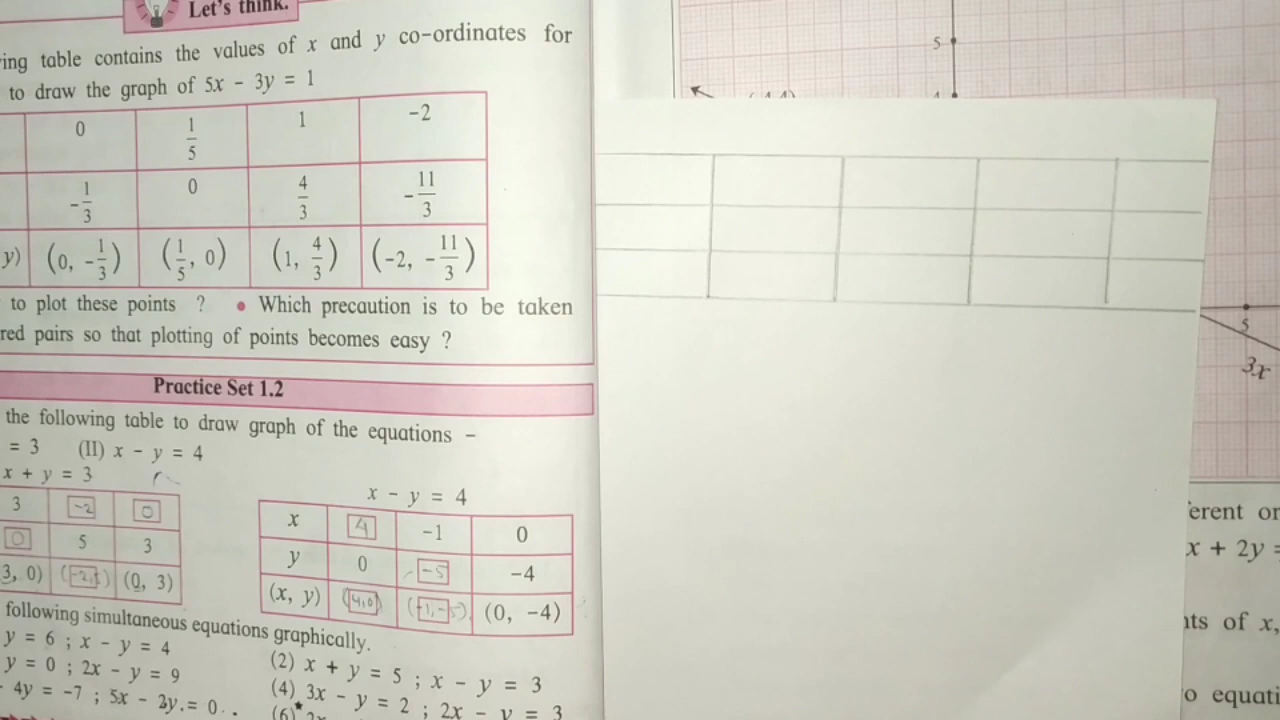 Let's think.
ing table contains the values of x and y co-ordinates for
to draw the graph of 5x - 3y = 1
0 1/5 1 -2
-1/3 0 4/3 -11/3
y) (0, -1/3) (1/5, 0) (1, 4/3) (-2, -11/3)
to plot these points ? • Which precaution is to be taken
red pairs so that plotting of points becomes easy ?
Practice Set 1.2
the following table to draw graph of the equations -
= 3 (II) x - y = 4
x + y = 3
3 -2 0
0 5 3
3, 0) (-2,5) (0, 3)
x - y = 4
x 4 -1 0
y 0 -5 -4
(x, y) (4,0) (-1,-5) (0, -4)
following simultaneous equations graphically.
y = 6 ; x - y = 4
(2) x + y = 5 ; x - y = 3
y = 0 ; 2x - y = 9
(4) 3x - y = 2 ; 2x - y = 3
4y = -7 ; 5x - 2y = 0
5
5
3x
erent or
x + 2y =
nts of x,
o equati